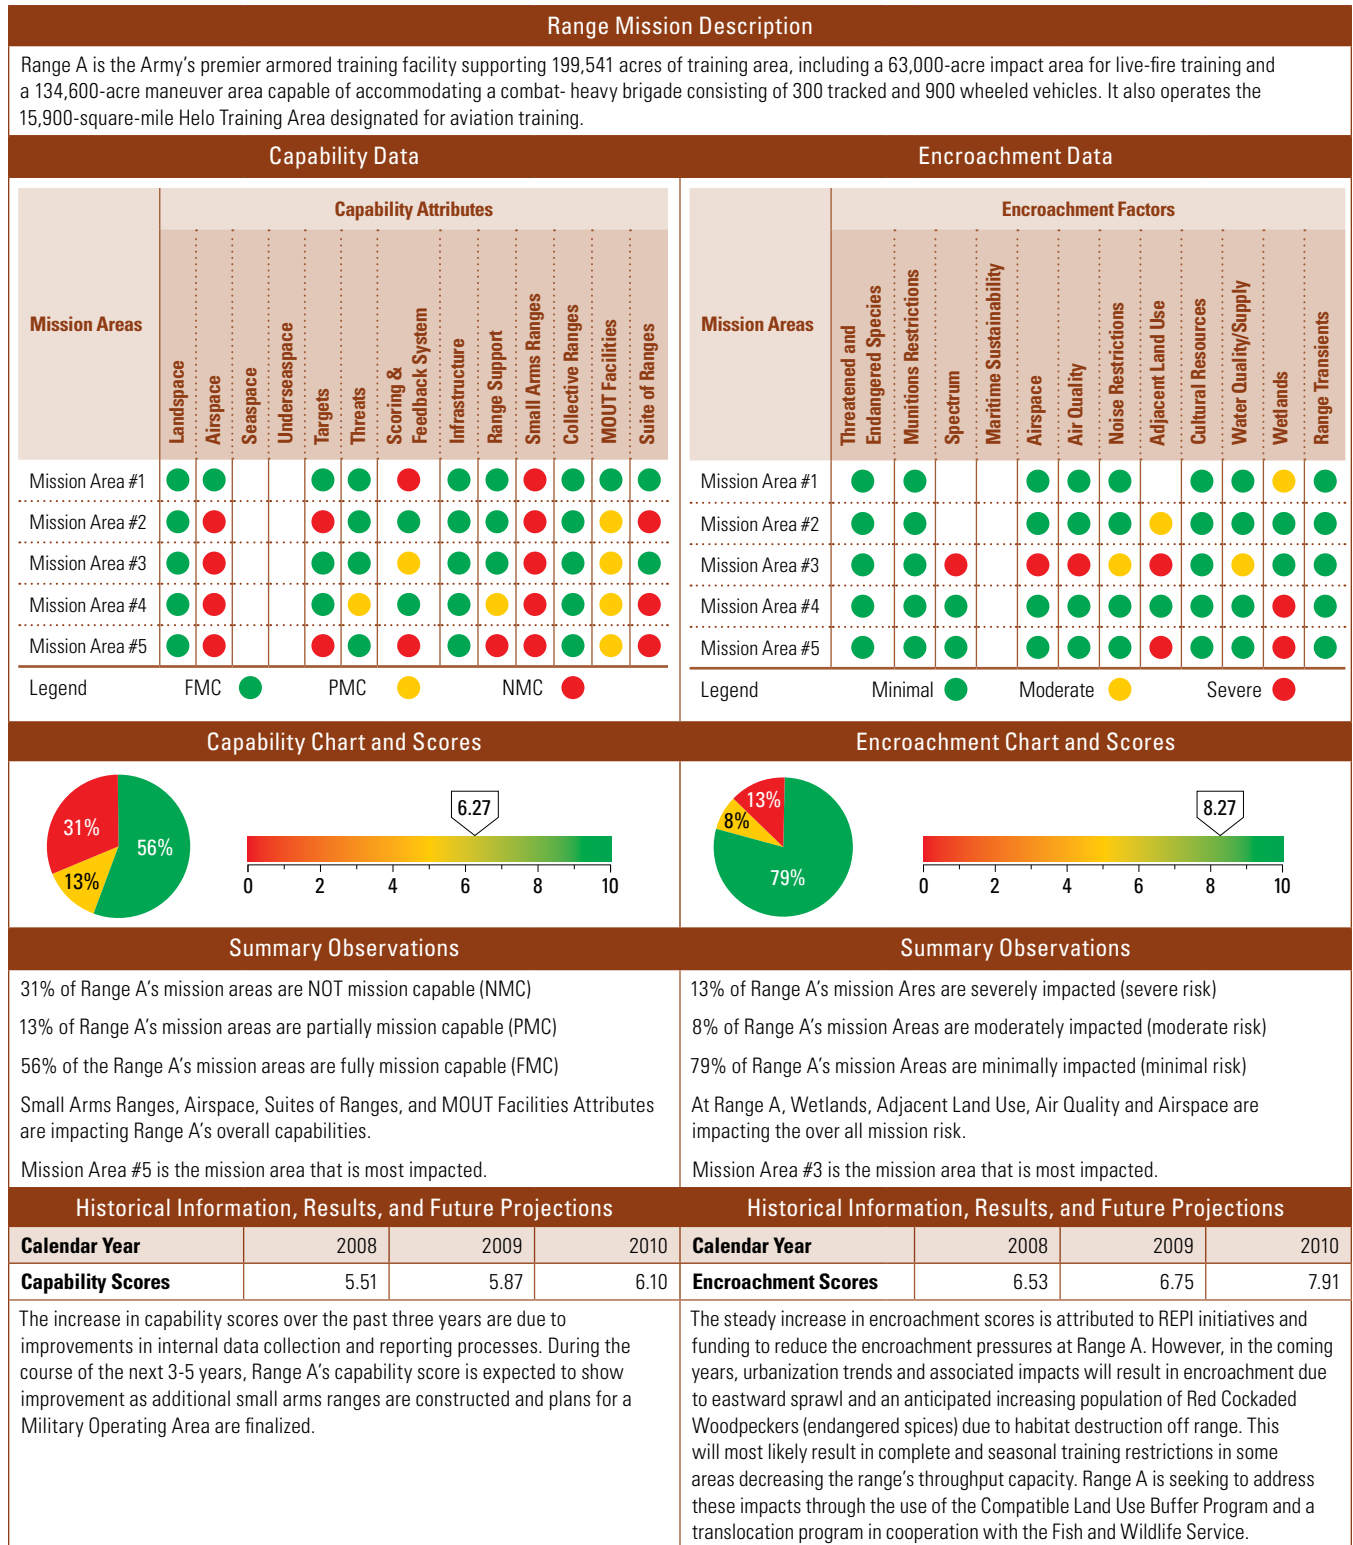 Range Mission Description
Range A is the Army’s premier armored training facility supporting 199,541 acres of training area, including a 63,000-acre impact area for live-fire training and
a 134,600-acre maneuver area capable of accommodating a combat- heavy brigade consisting of 300 tracked and 900 wheeled vehicles. It also operates the
15,900-square-mile Helo Training Area designated for aviation training.
Capability Data
Mission Areas
Capability Attributes
Landspace
Airspace
Seaspace
Underseaspace
Targets
Threats
Scoring &
Feedback System
Infrastructure
Range Support
Small Arms Ranges
Collective Ranges
MOUT Facilities
Suite of Ranges
Mission Area #1
Mission Area #2
Mission Area #3
Mission Area #4
Mission Area #5
Legend FMC PMC NMC
Encroachment Data
Mission Areas
Encroachment Factors
Threatened and
Endangered Species
Munitions Restrictions
Spectrum
Maritime Sustainability
Airspace
Air Quality
Noise Restrictions
Adjacent Land Use
Cultural Resources
Water Quality/Supply
Wetlands
Range Transients
Mission Area #1
Mission Area #2
Mission Area #3
Mission Area #4
Mission Area #5
Legend Minimal Moderate Severe
Capability Chart and Scores
31%
56%
13%
6.27
0 2 4 6 8 10
Encroachment Chart and Scores
13%
8%
79%
8.27
0 2 4 6 8 10
Summary Observations
31% of Range A’s mission areas are NOT mission capable (NMC)
13% of Range A’s mission areas are partially mission capable (PMC)
56% of the Range A’s mission areas are fully mission capable (FMC)
Small Arms Ranges, Airspace, Suites of Ranges, and MOUT Facilities Attributes
are impacting Range A’s overall capabilities.
Mission Area #5 is the mission area that is most impacted.
Summary Observations
13% of Range A’s mission Ares are severely impacted (severe risk)
8% of Range A’s mission Areas are moderately impacted (moderate risk)
79% of Range A’s mission Areas are minimally impacted (minimal risk)
At Range A, Wetlands, Adjacent Land Use, Air Quality and Airspace are
impacting the over all mission risk.
Mission Area #3 is the mission area that is most impacted.
Historical Information, Results, and Future Projections
Calendar Year 2008 2009 2010
Capability Scores 5.51 5.87 6.10
The increase in capability scores over the past three years are due to
improvements in internal data collection and reporting processes. During the
course of the next 3-5 years, Range A’s capability score is expected to show
improvement as additional small arms ranges are constructed and plans for a
Military Operating Area are finalized.
Historical Information, Results, and Future Projections
Calendar Year 2008 2009 2010
Encroachment Scores 6.53 6.75 7.91
The steady increase in encroachment scores is attributed to REPI initiatives and
funding to reduce the encroachment pressures at Range A. However, in the coming
years, urbanization trends and associated impacts will result in encroachment due
to eastward sprawl and an anticipated increasing population of Red Cockaded
Woodpeckers (endangered spices) due to habitat destruction off range. This
will most likely result in complete and seasonal training restrictions in some
areas decreasing the range’s throughput capacity. Range A is seeking to address
these impacts through the use of the Compatible Land Use Buffer Program and a
translocation program in cooperation with the Fish and Wildlife Service.